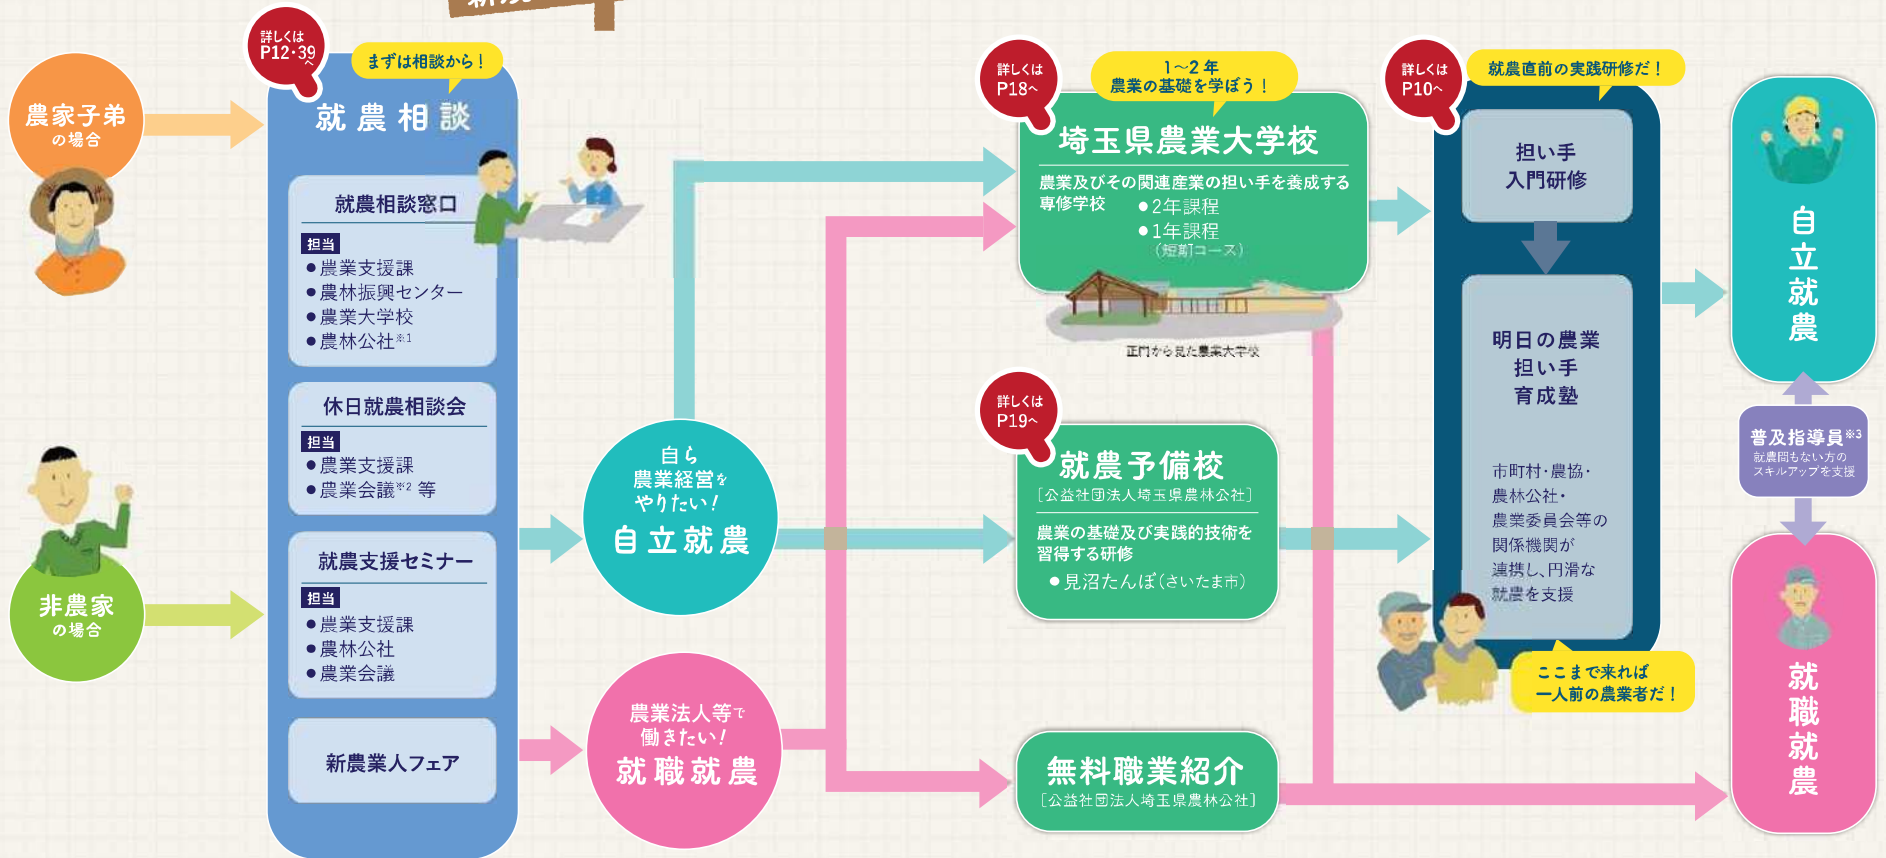 農家子弟
の場合
非農家
の場合
詳しくは
P12・39
へ
まずは相談から!
就農相談
就農相談窓口
担当
●農業支援課
●農林振興センター
●農業大学校
●農林公社※1
休日就農相談会
担当
●農業支援課
●農業会議※2 等
就農支援セミナー
担当
●農業支援課
●農林公社
●農業会議
新農業人フェア
自ら
農業経営を
やりたい!
自立就農
農業法人等で
働きたい!
就職就農
詳しくは
P18へ
1〜2年
農業の基礎を学ぼう!
埼玉県農業大学校
農業及びその関連産業の担い手を養成する
専修学校
●2年課程
●1年課程
(短期コース)
正門から見た農業大学校
詳しくは
P19へ
就農予備校
[公益社団法人埼玉県農林公社]
農業の基礎及び実践的技術を
習得する研修
●見沼たんぼ(さいたま市)
無料職業紹介
[公益社団法人埼玉県農林公社]
詳しくは
P10へ
就農直前の実践研修だ!
担い手
入門研修
明日の農業
担い手
育成塾
市町村・農協・
農林公社・
農業委員会等の
関係機関が
連携し、円滑な
就農を支援
ここまで来れば
一人前の農業者だ!
自立就農
普及指導員※3
就農間もない方の
スキルアップを支援
就職就農